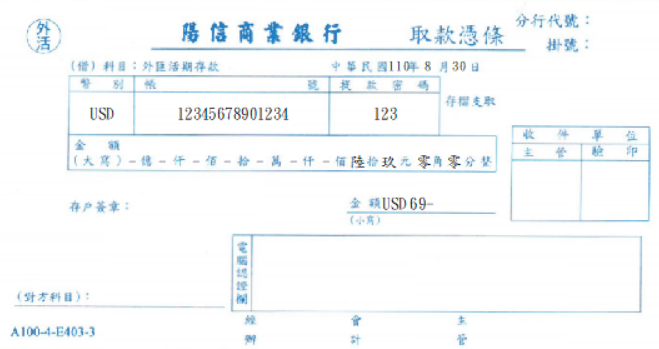 外活
陽信商業銀行 取款憑條 分行代號：
掛號：
(借)科目：外匯活期存款 中華民國110年8月30日
幣別 帳號 提款密碼
USD 12345678901234 123 存摺支取
金額
(大寫)－億－仟－佰－拾－萬－仟－佰陸拾玖元零角零分整
收件單位
主管 驗印
存戶簽章： 金額USD69-
(小寫)
電腦認證欄
(對方科目)：
A100-4-E403-3
經辦 會計 主管